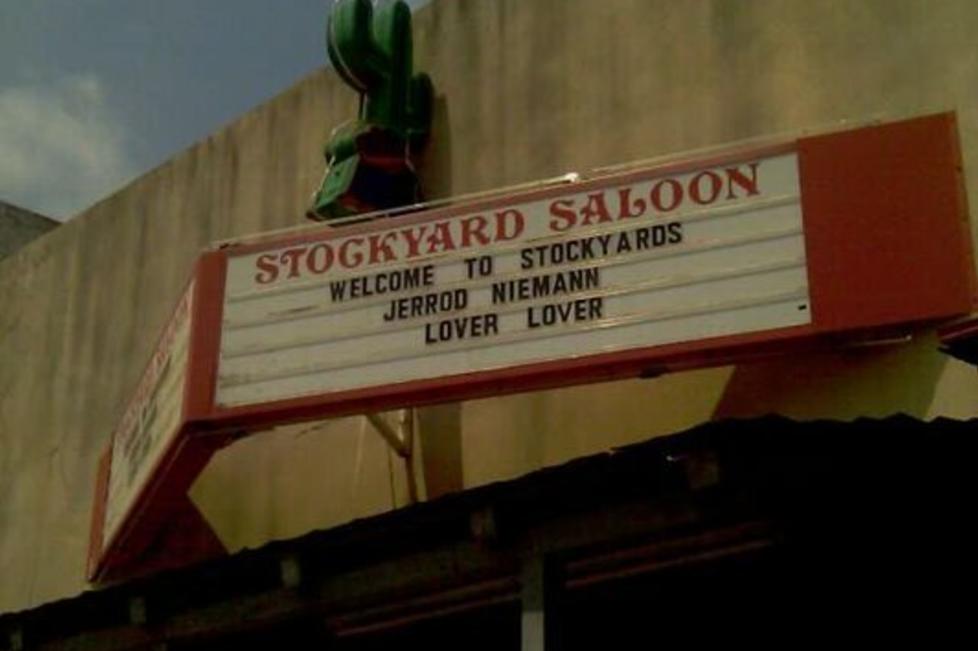 STOCKYARD SALOON
WELCOME TO STOCKYARDS
JERROD NIEMANN
LOVER LOVER